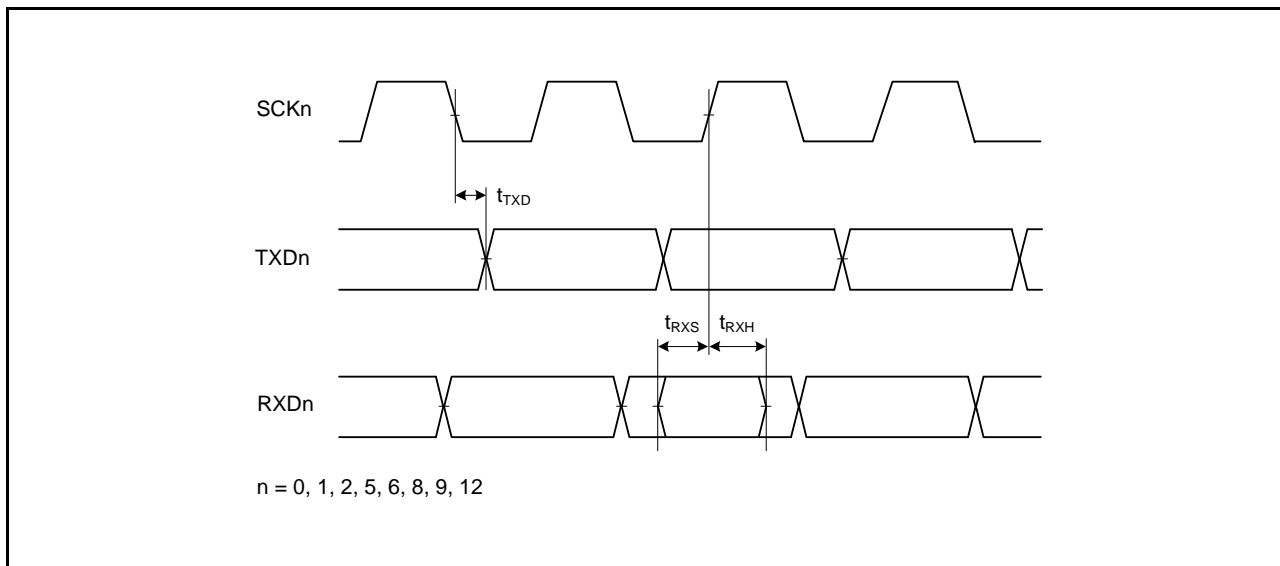 SCKn
tTXD
TXDn
tRXS tRXH
RXDn
n = 0, 1, 2, 5, 6, 8, 9, 12